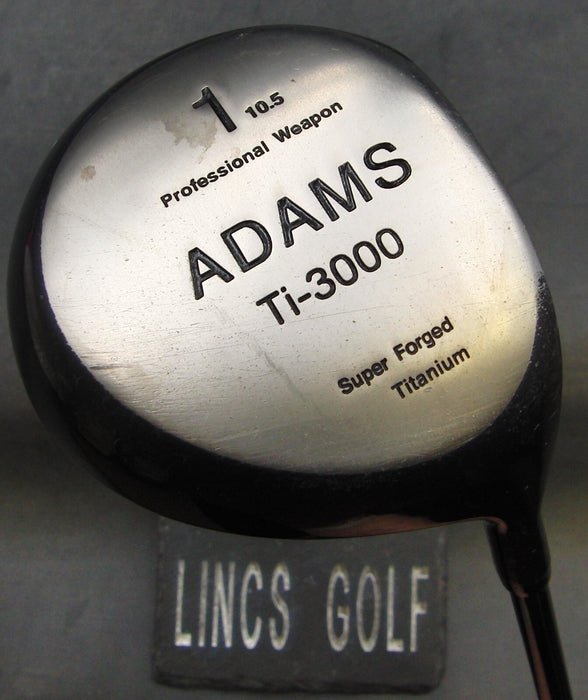 1 10.5
Professional Weapon
ADAMS
Ti-3000
Super Forged
Titanium
LINCS GOLF